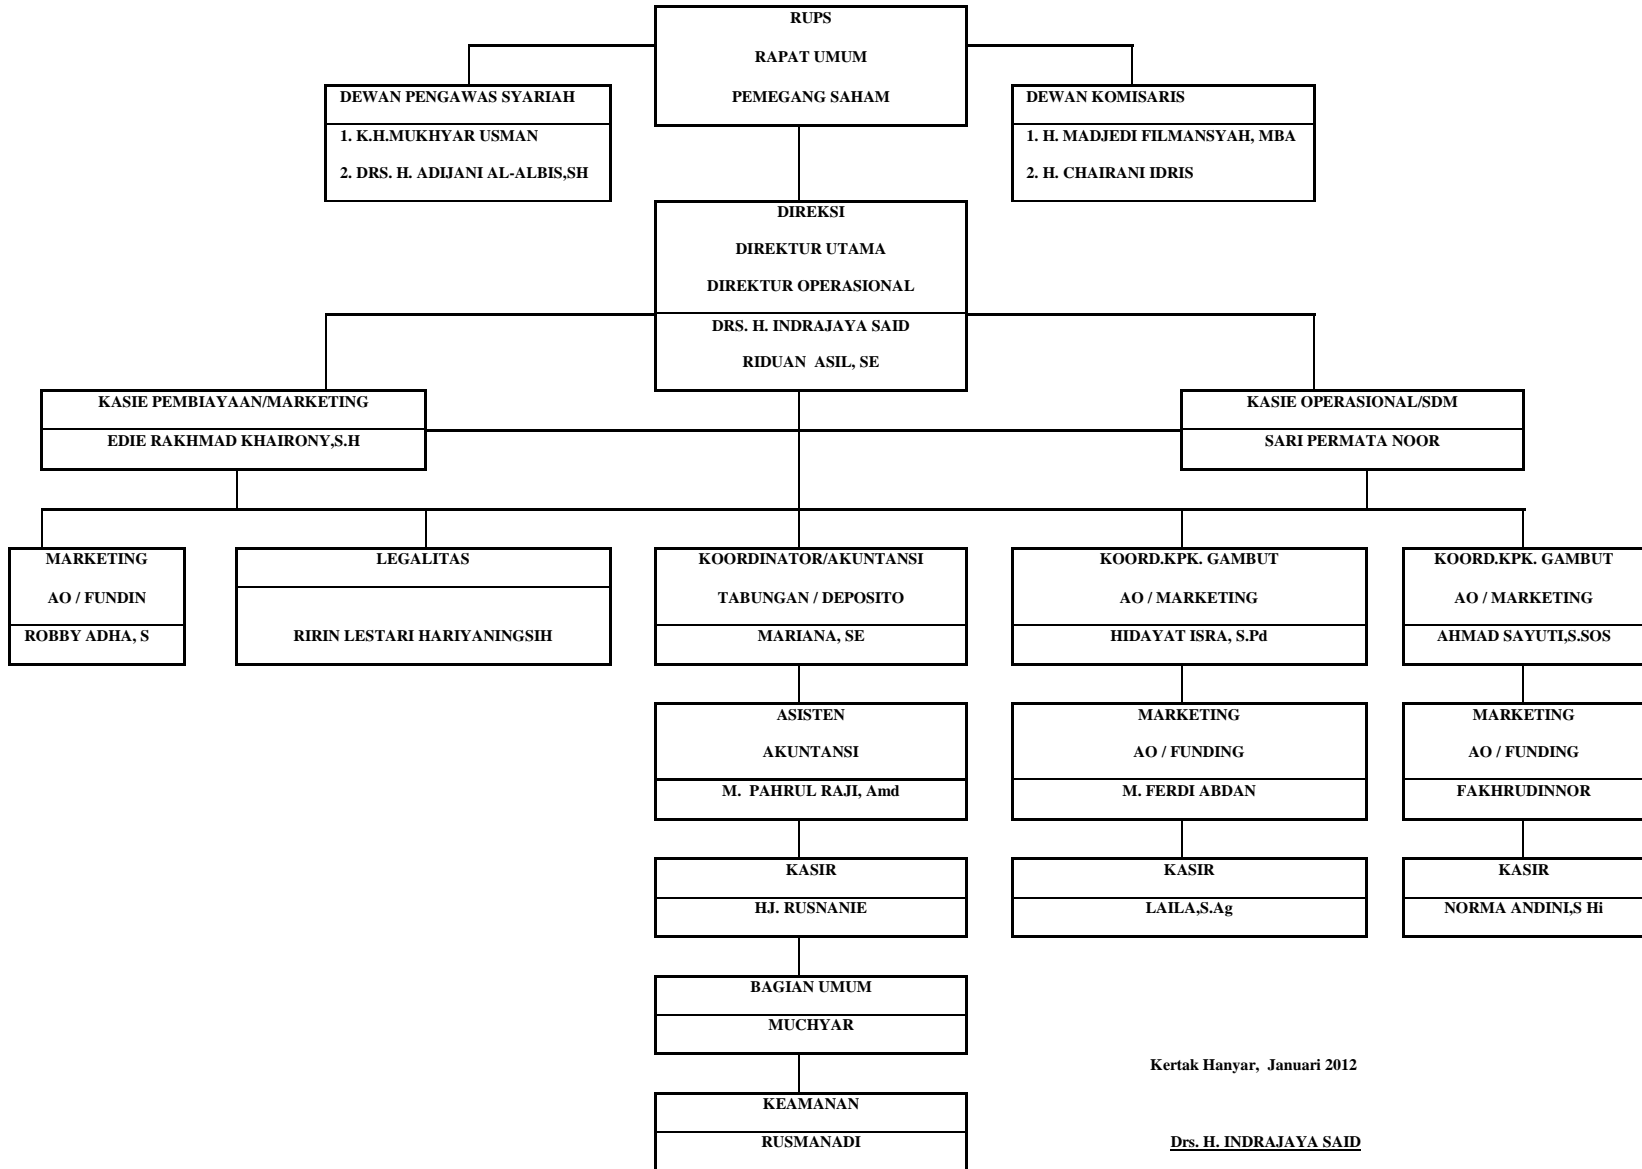 RUPS
RAPAT UMUM
PEMEGANG SAHAM
DEWAN PENGAWAS SYARIAH
1. K.H.MUKHYAR USMAN
2. DRS. H. ADIJANI AL-ALBIS,SH
DEWAN KOMISARIS
1. H. MADJEDI FILMANSYAH, MBA
2. H. CHAIRANI IDRIS
DIREKSI
DIREKTUR UTAMA
DIREKTUR OPERASIONAL
DRS. H. INDRAJAYA SAID
RIDUAN ASIL, SE
KASIE PEMBIAYAAN/MARKETING
EDIE RAKHMAD KHAIRONY,S.H
KASIE OPERASIONAL/SDM
SARI PERMATA NOOR
MARKETING
AO / FUNDIN
ROBBY ADHA, S
LEGALITAS
RIRIN LESTARI HARIYANINGSIH
KOORDINATOR/AKUNTANSI
TABUNGAN / DEPOSITO
MARIANA, SE
KOORD.KPK. GAMBUT
AO / MARKETING
HIDAYAT ISRA, S.Pd
KOORD.KPK. GAMBUT
AO / MARKETING
AHMAD SAYUTI,S.SOS
ASISTEN
AKUNTANSI
M. PAHRUL RAJI, Amd
MARKETING
AO / FUNDING
M. FERDI ABDAN
MARKETING
AO / FUNDING
FAKHRUDINNOR
KASIR
HJ. RUSNANIE
KASIR
LAILA,S.Ag
KASIR
NORMA ANDINI,S Hi
BAGIAN UMUM
MUCHYAR
KEAMANAN
RUSMANADI
Kertak Hanyar, Januari 2012
Drs. H. INDRAJAYA SAID